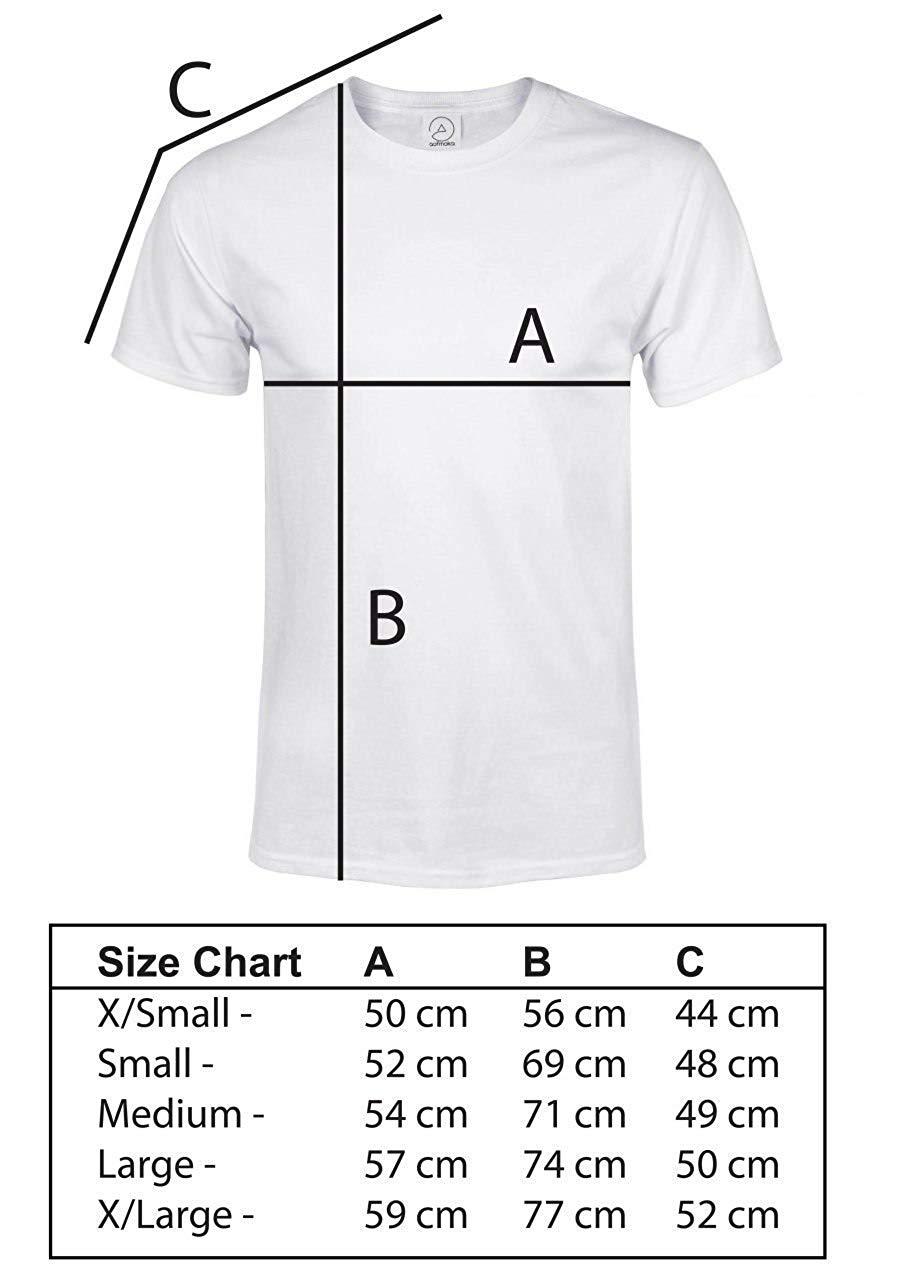 C
aormoka
A
B
Size Chart A B C
X/Small - 50 cm 56 cm 44 cm
Small - 52 cm 69 cm 48 cm
Medium - 54 cm 71 cm 49 cm
Large - 57 cm 74 cm 50 cm
X/Large - 59 cm 77 cm 52 cm